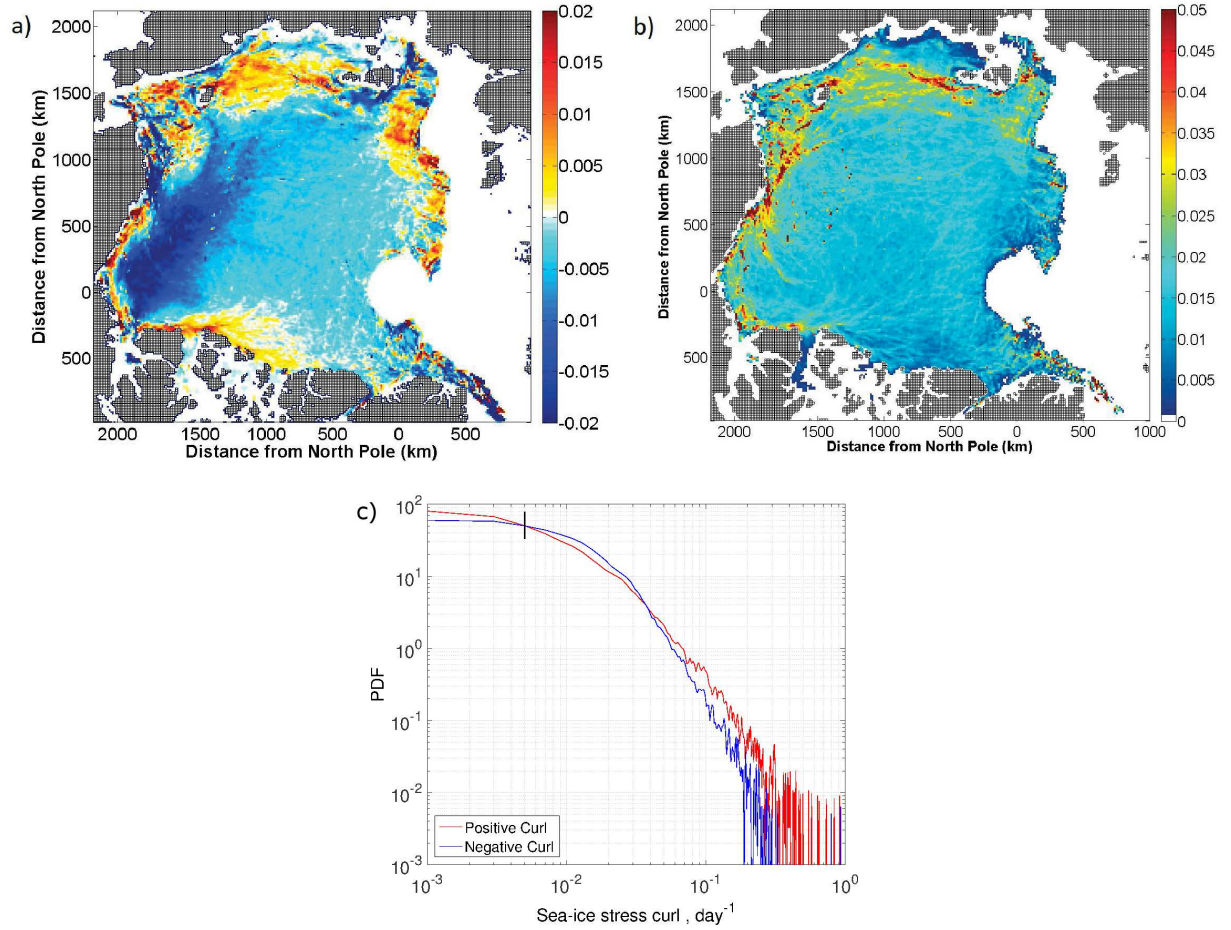 a)
2000
1500
1000
500
0
500
Distance from North Pole (km)
2000 1500 1000 500 0 500
Distance from North Pole (km)
0.02
0.015
0.01
0.005
0
-0.005
-0.01
-0.015
-0.02
b)
2000
1500
1000
500
0
500
Distance from North Pole (km)
2000 1500 1000 500 0 500 1000
Distance from North Pole (km)
0.05
0.045
0.04
0.035
0.03
0.025
0.02
0.015
0.01
0.005
0
c)
10^2
10^1
10^0
10^-1
10^-2
10^-3
PDF
Positive Curl
Negative Curl
10^-3 10^-2 10^-1 10^0
Sea-ice stress curl , day^-1